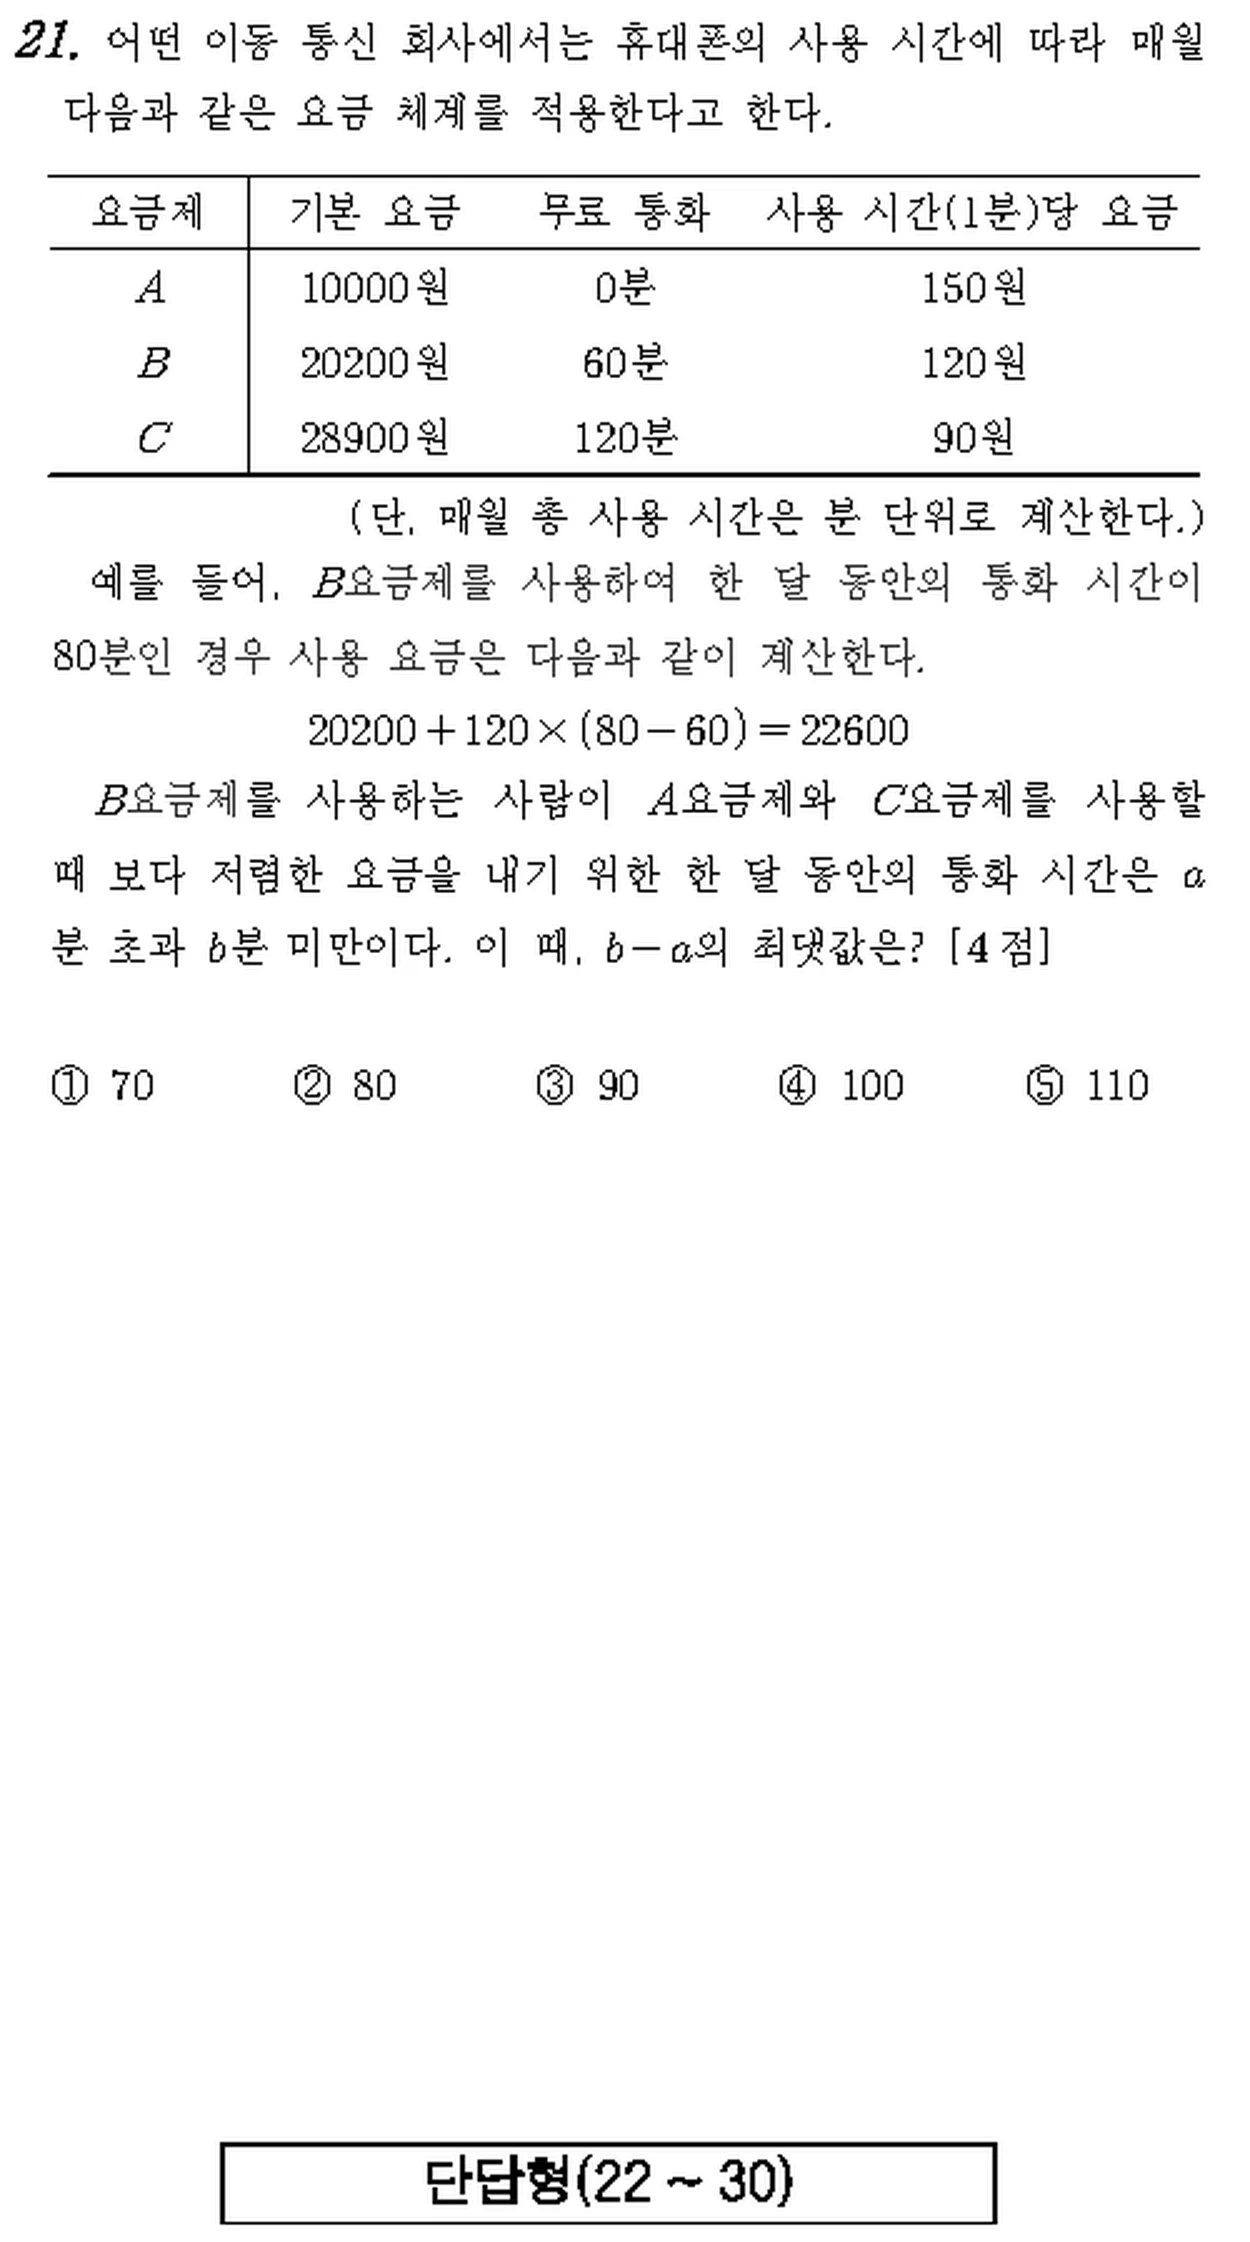 21. 어떤 이동 통신 회사에서는 휴대폰의 사용 시간에 따라 매월
다음과 같은 요금 체계를 적용한다고 한다.
요금제 기본 요금 무료 통화 사용 시간(1분)당 요금
A 10000원 0분 150원
B 20200원 60분 120원
C 28900원 120분 90원
(단, 매월 총 사용 시간은 분 단위로 계산한다.)
예를 들어, B요금제를 사용하여 한 달 동안의 통화 시간이
80분인 경우 사용 요금은 다음과 같이 계산한다.
20200+120×(80-60)=22600
B요금제를 사용하는 사람이 A요금제와 C요금제를 사용할
때 보다 저렴한 요금을 내기 위한 한 달 동안의 통화 시간은 a
분 초과 b분 미만이다. 이 때, b-a의 최댓값은? [4점]
① 70 ② 80 ③ 90 ④ 100 ⑤ 110
단답형(22 ~ 30)